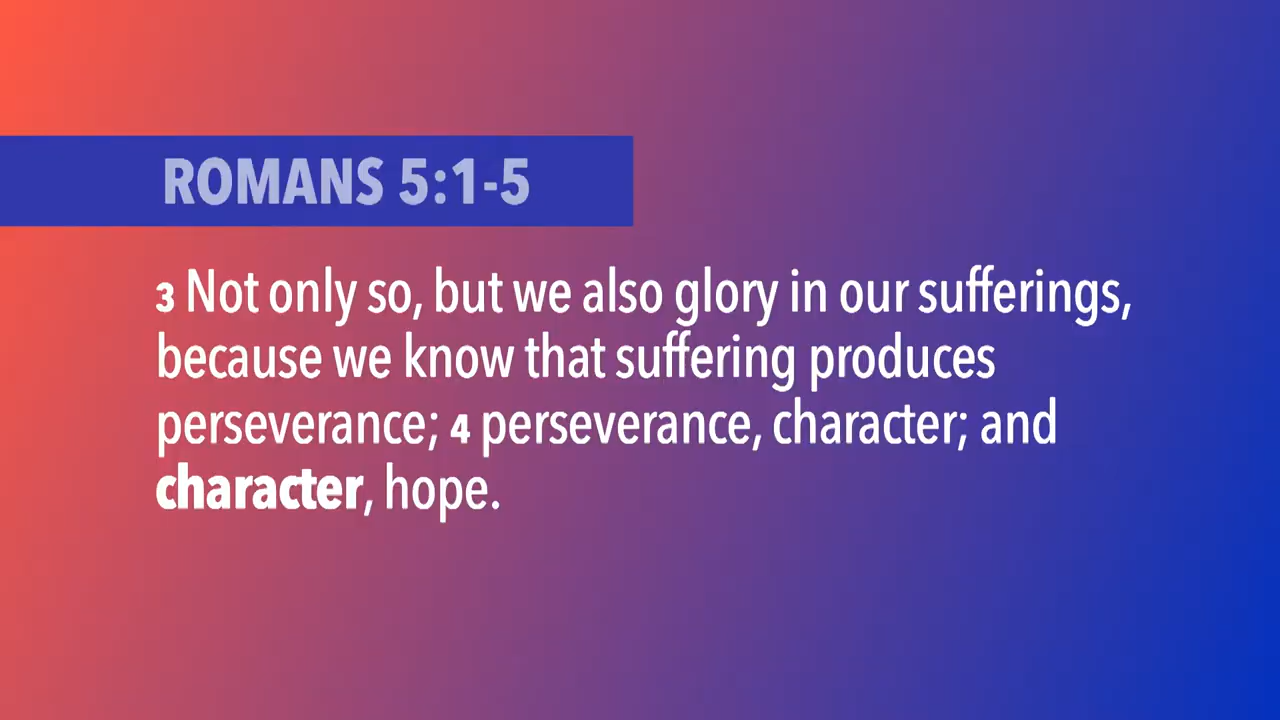 ROMANS 5:1-5
3 Not only so, but we also glory in our sufferings,
because we know that suffering produces
perseverance; 4 perseverance, character; and
character, hope.